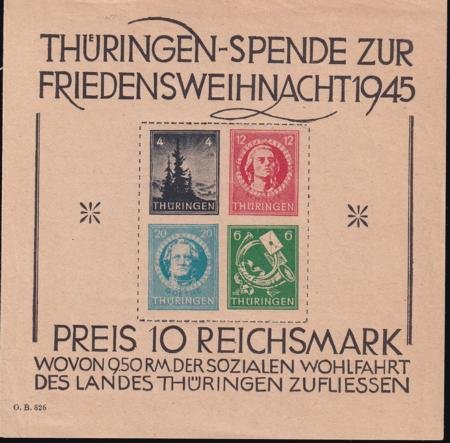 THÜRINGEN-SPENDE ZUR
FRIEDENSWEIHNACHT 1945
4 4
THÜRINGEN
12 12
THÜRINGEN
20 20
THÜRINGEN
6 6
THÜRINGEN
PREIS 10 REICHSMARK
WOVON 9.50 RM. DER SOZIALEN WOHLFAHRT
DES LANDES THÜRINGEN ZUFLIESSEN
O. B. 826